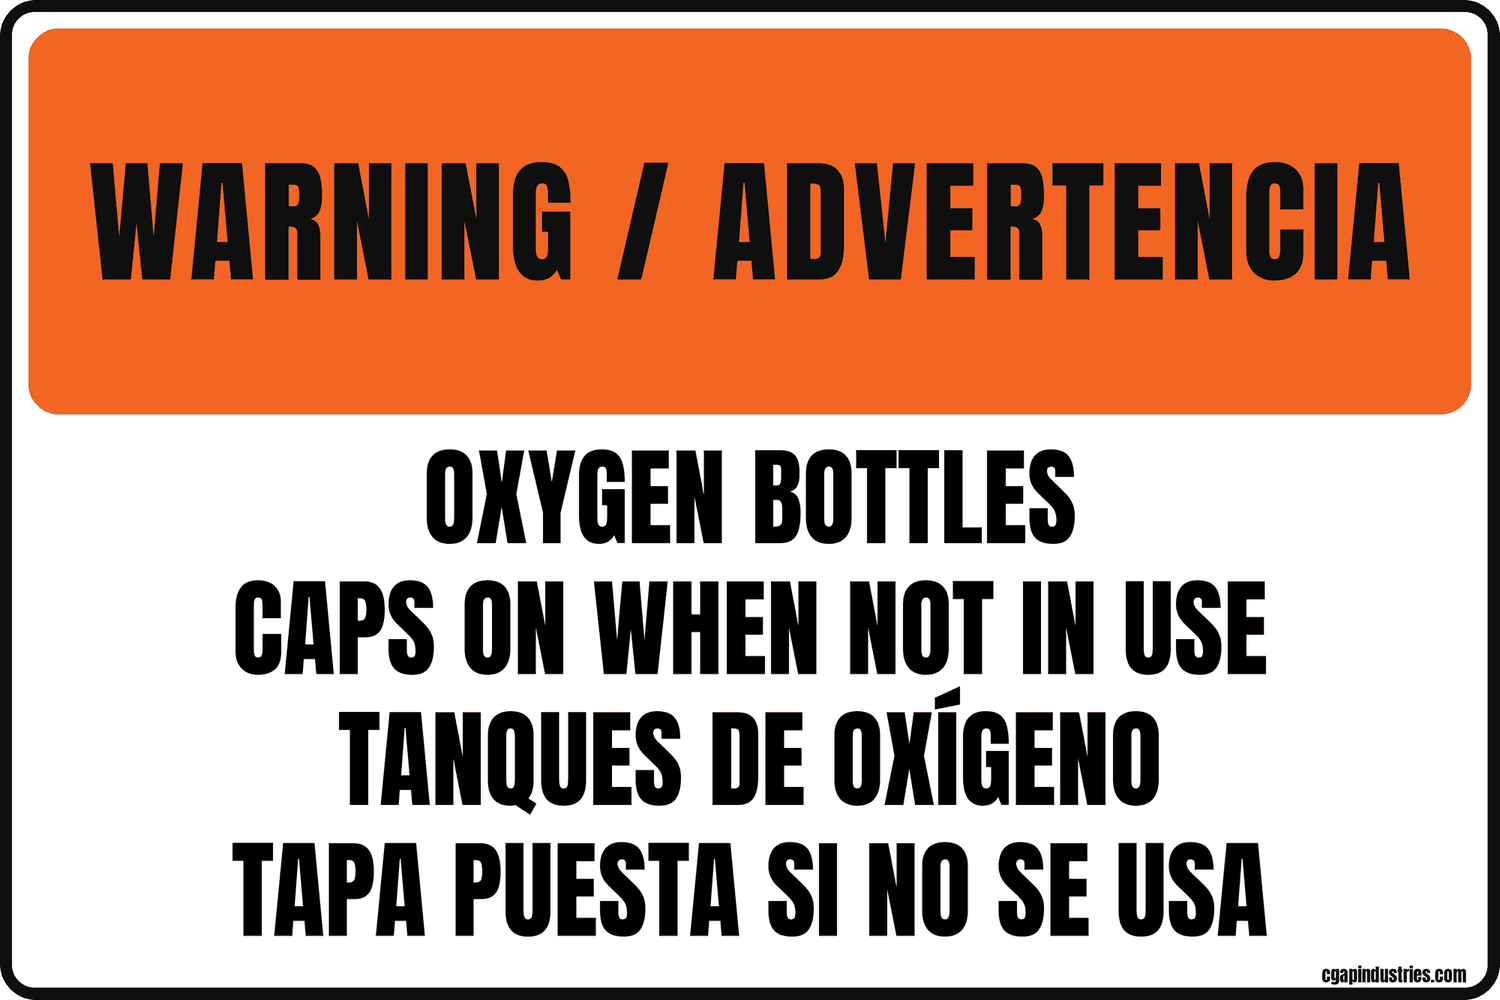 WARNING / ADVERTENCIA
OXYGEN BOTTLES
CAPS ON WHEN NOT IN USE
TANQUES DE OXÍGENO
TAPA PUESTA SI NO SE USA
cgapindustries.com